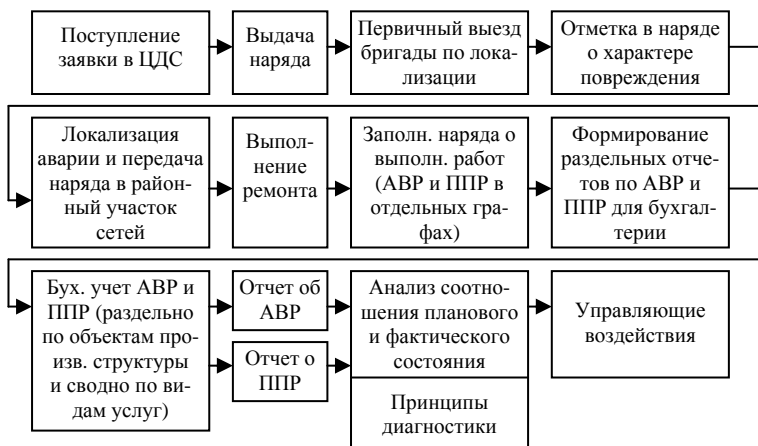 Поступление
заявки в ЦДС
Выдача
наряда
Первичный выезд
бригады по лока-
лизации
Отметка в наряде
о характере
повреждения
Локализация
аварии и передача
наряда в район-
ный участок
сетей
Выпол-
нение
ремонта
Заполн. наряда о
выполн. работ
(АВР и ППР в
отдельных гра-
фах)
Формирование
раздельных отче-
тов по АВР и
ППР для бухгал-
терии
Бух. учет АВР и
ППР (раздельно
по объектам про-
изв. структуры
и сводно по ви-
дам услуг)
Отчет об
АВР
Отчет о
ППР
Анализ соотно-
шения планового
и фактического
состояния
Принципы
диагностики
Управляющие
воздействия